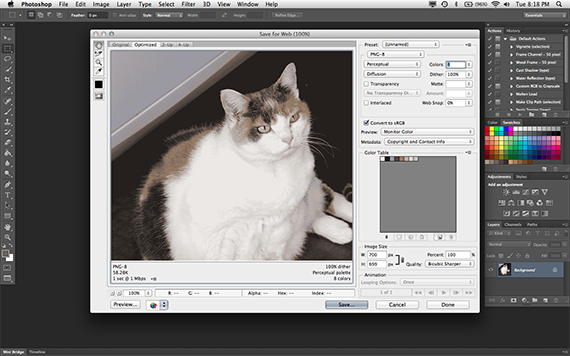 Photoshop File Edit Image Layer Type Select Filter 3D View Window Help
(96%) Tue 8:18 PM
Feather: 0 px Anti-alias Style: Normal Width: Height: Refine Edge... Essentials
Save for Web (100%)
Original Optimized 2-Up 4-Up
Preset: [Unnamed]
PNG-8
Perceptual Colors: 8
Diffusion Dither: 100%
Transparency Matte:
No Transparency Di... Amount:
Interlaced Web Snap: 0%
Convert to sRGB
Preview: Monitor Color
Metadata: Copyright and Contact Info
Color Table
8
Image Size
W: 700 px Percent: 100 %
H: 699 px Quality: Bicubic Sharper
Animation
Looping Options: Once
1 of 1
PNG-8 100% dither
58.28K Perceptual palette
1 sec @ 1 Mbps 8 colors
100% R: -- G: -- B: -- Alpha: -- Hex: -- Index: --
Preview... Save... Cancel Done
Actions History
Default Actions
Vignette (selection)
Frame Channel - 50 pixel
Wood Frame - 50 pixel
Cast Shadow (type)
Water Reflection (type)
Custom RGB to Grayscale
Molten Lead
Make Clip Path (selection)
Color Swatches
Adjustments Styles
Add an adjustment
Layers Channels Paths
Kind
Normal Opacity:
Lock: Fill:
Background
Mini Bridge Timeline